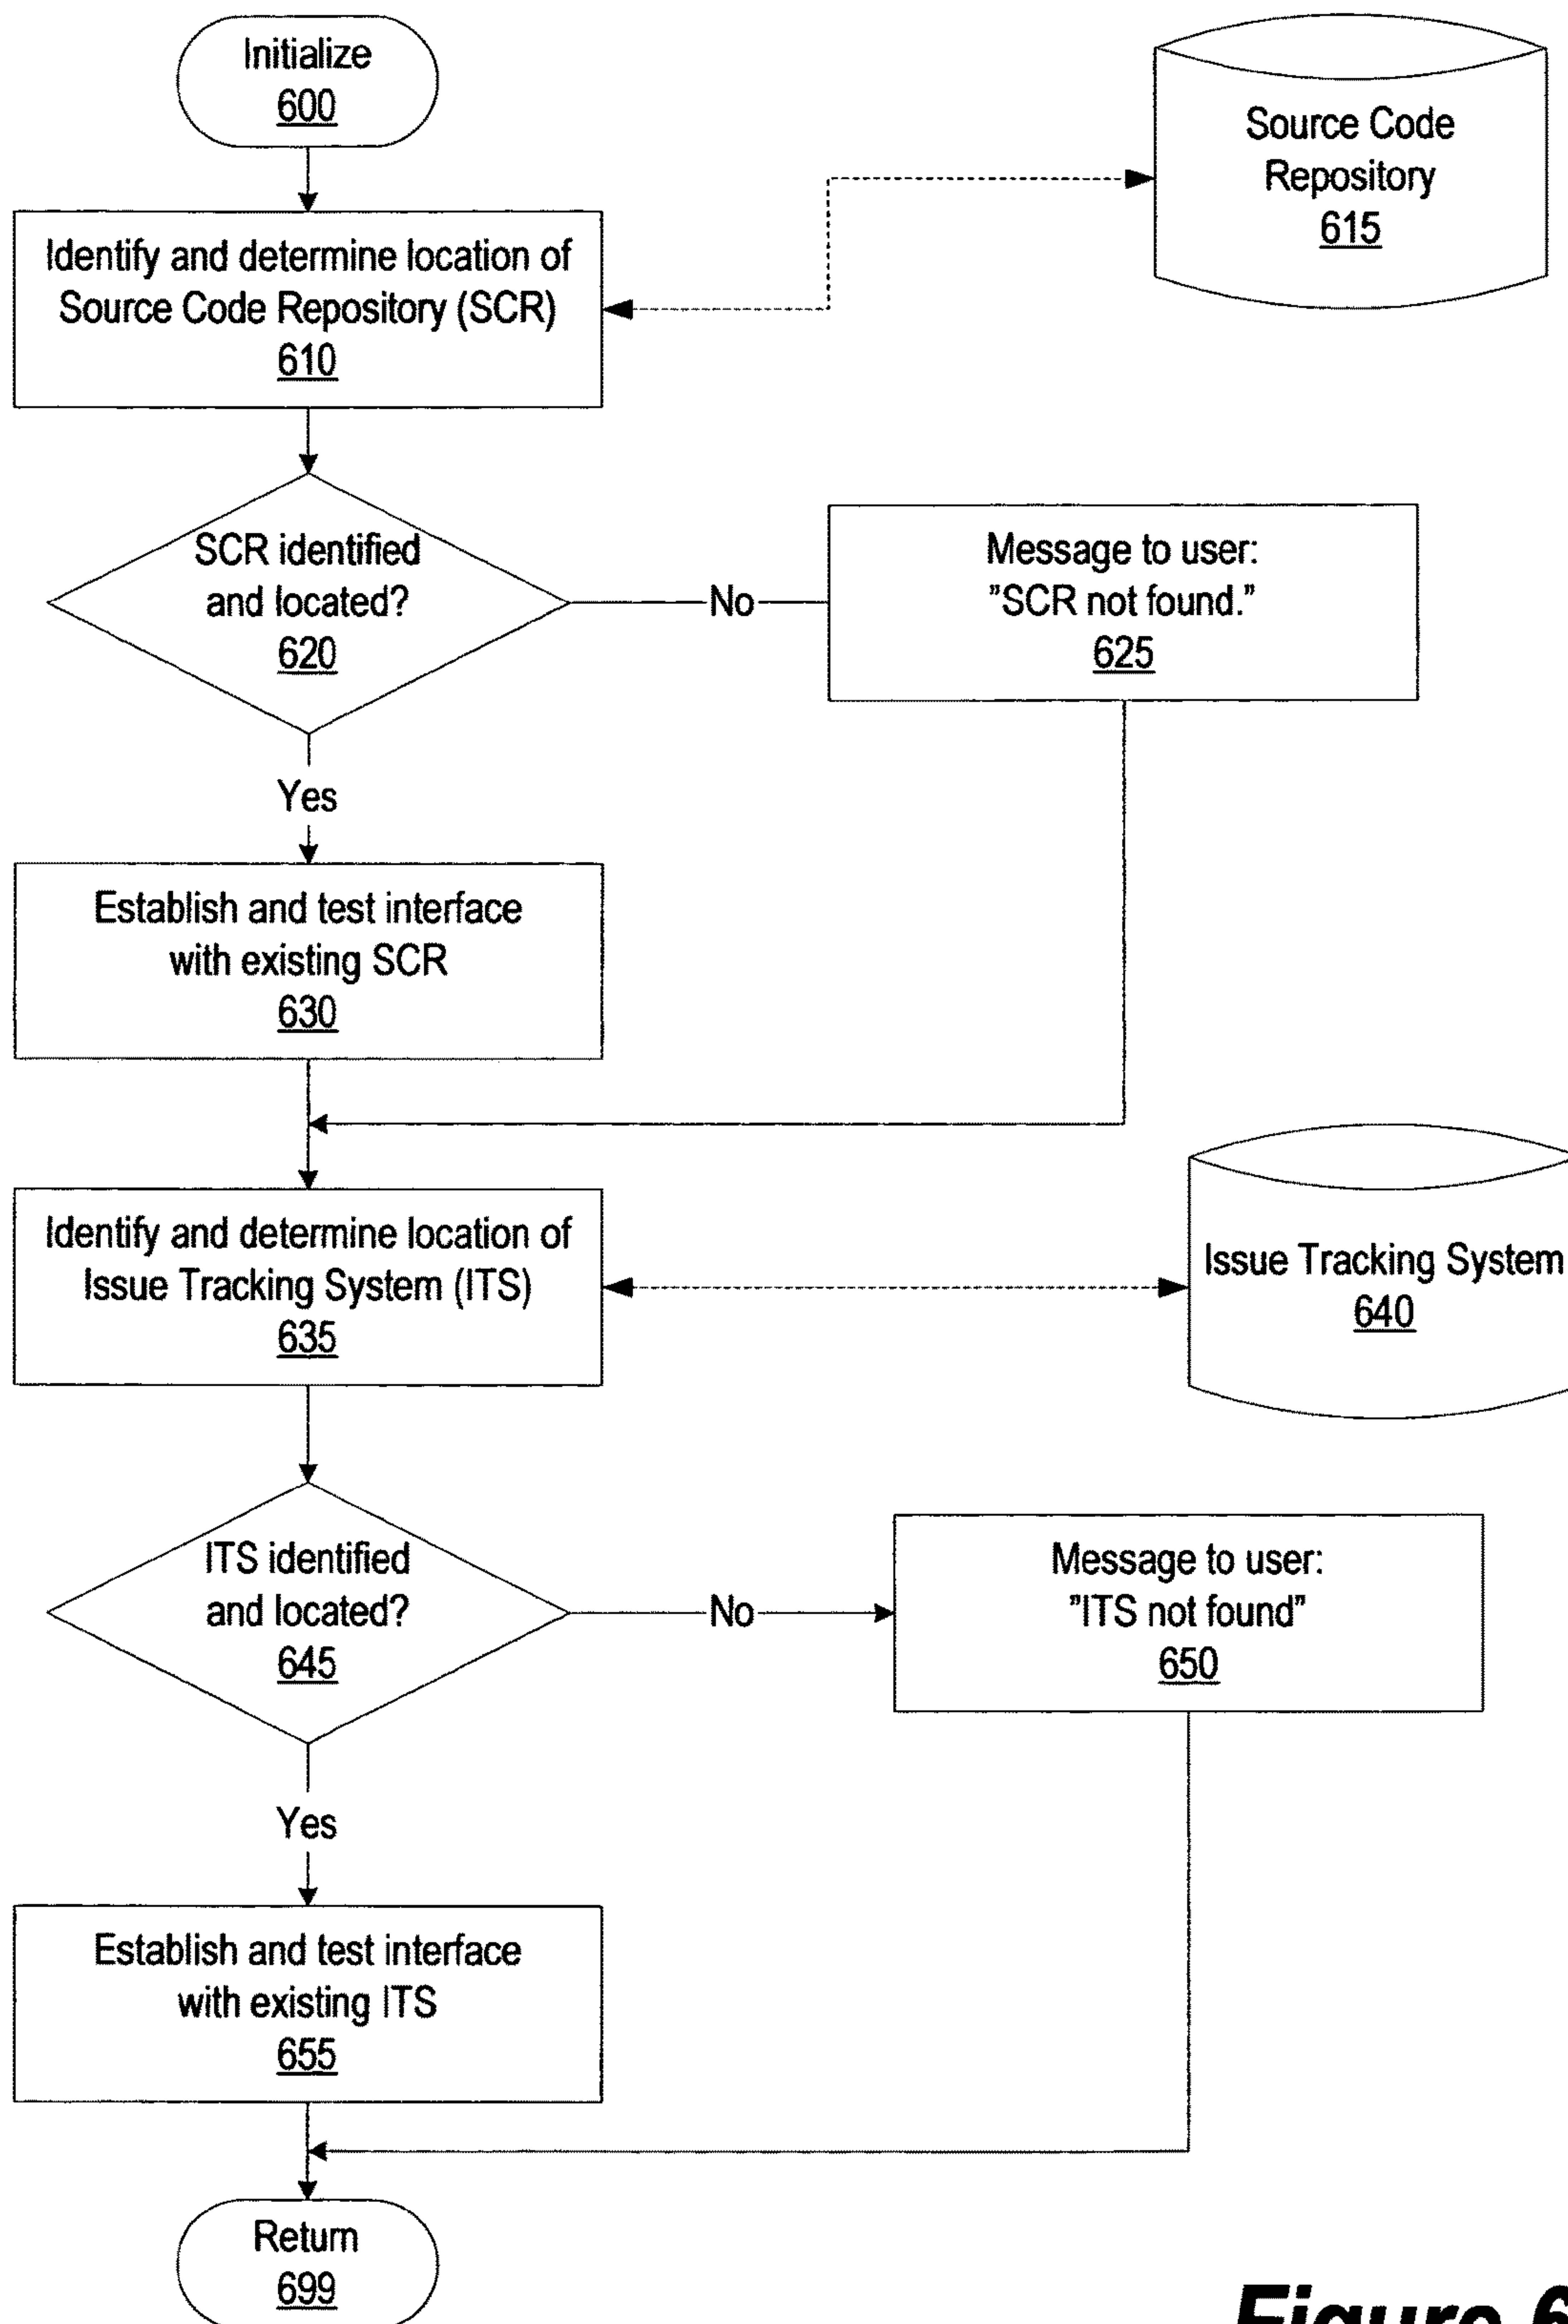 Initialize
600
Source Code
Repository
615
Identify and determine location of
Source Code Repository (SCR)
610
SCR identified
and located?
620
No
Message to user:
"SCR not found."
625
Yes
Establish and test interface
with existing SCR
630
Identify and determine location of
Issue Tracking System (ITS)
635
Issue Tracking System
640
ITS identified
and located?
645
No
Message to user:
"ITS not found"
650
Yes
Establish and test interface
with existing ITS
655
Return
699
Figure 6